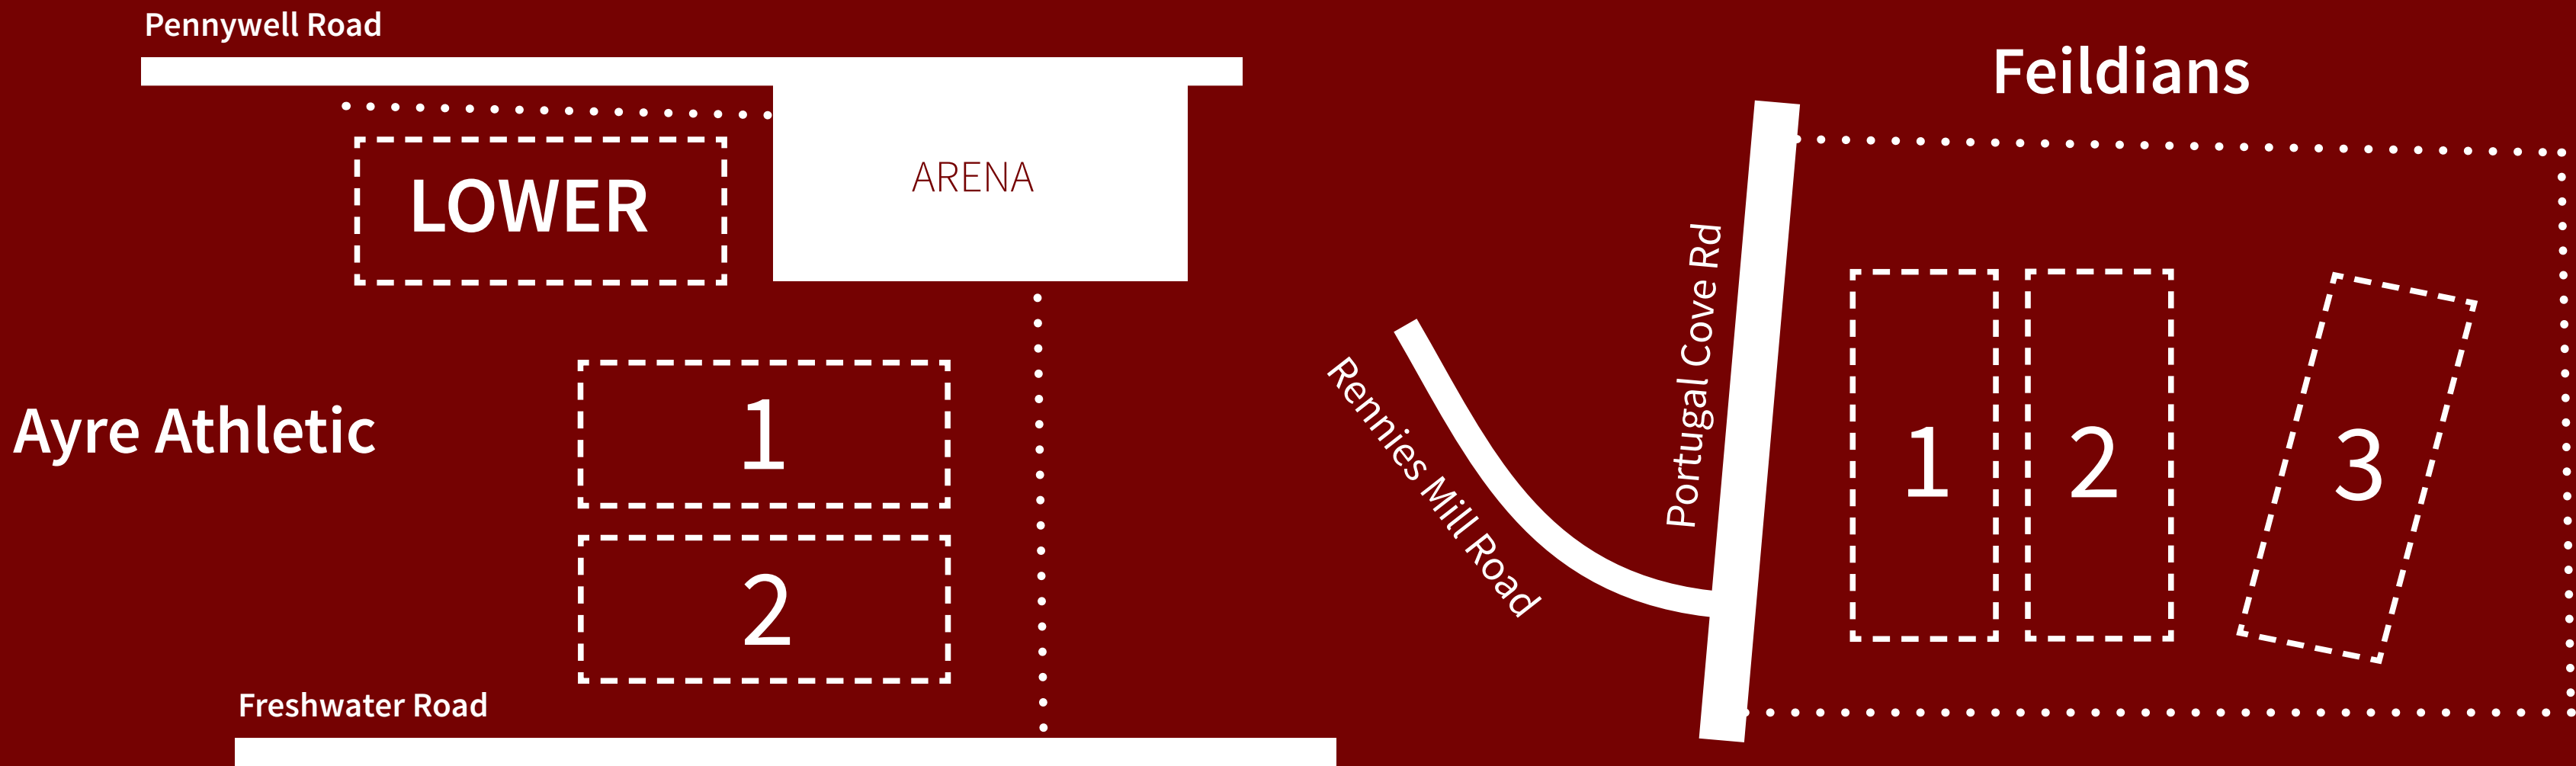 Pennywell Road
LOWER
ARENA
Ayre Athletic
1
2
Freshwater Road
Feildians
Portugal Cove Rd
Rennies Mill Road
1
2
3